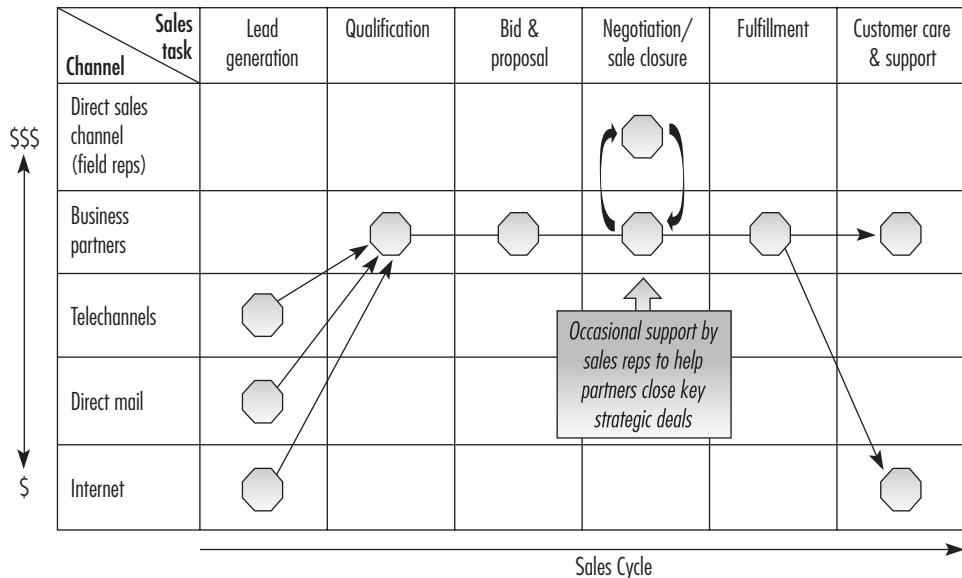 Sales
task
Channel
Lead
generation
Qualification
Bid &
proposal
Negotiation/
sale closure
Fulfillment
Customer care
& support
$$$
Direct sales
channel
(field reps)
Business
partners
Telechannels
Occasional support by
sales reps to help
partners close key
strategic deals
Direct mail
$
Internet
Sales Cycle